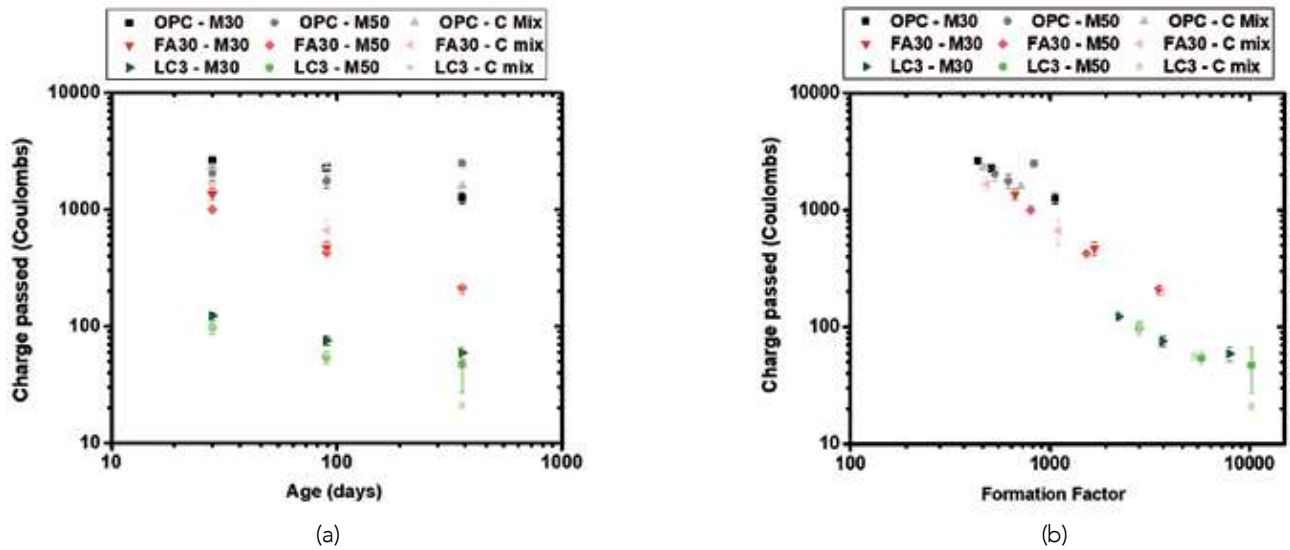 OPC - M30 OPC - M50 OPC - C Mix
FA30 - M30 FA30 - M50 FA30 - C mix
LC3 - M30 LC3 - M50 LC3 - C mix
10000
1000
100
10
Charge passed (Coulombs)
10 100 1000
Age (days)
(a)
OPC - M30 OPC - M50 OPC - C Mix
FA30 - M30 FA30 - M50 FA30 - C mix
LC3 - M30 LC3 - M50 LC3 - C mix
10000
1000
100
10
Charge passed (Coulombs)
100 1000 10000
Formation Factor
(b)